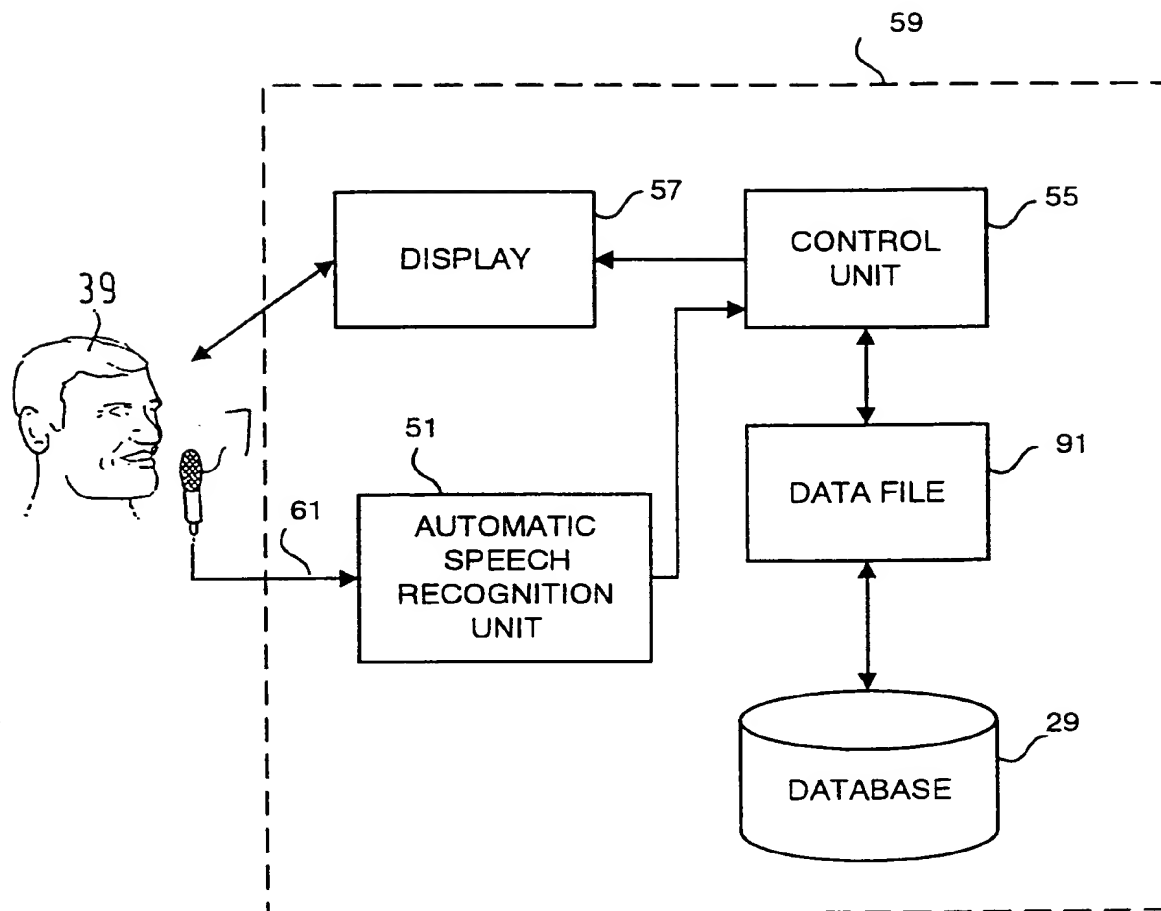 59
57
55
DISPLAY
CONTROL
UNIT
39
51
91
DATA FILE
61
AUTOMATIC
SPEECH
RECOGNITION
UNIT
29
DATABASE